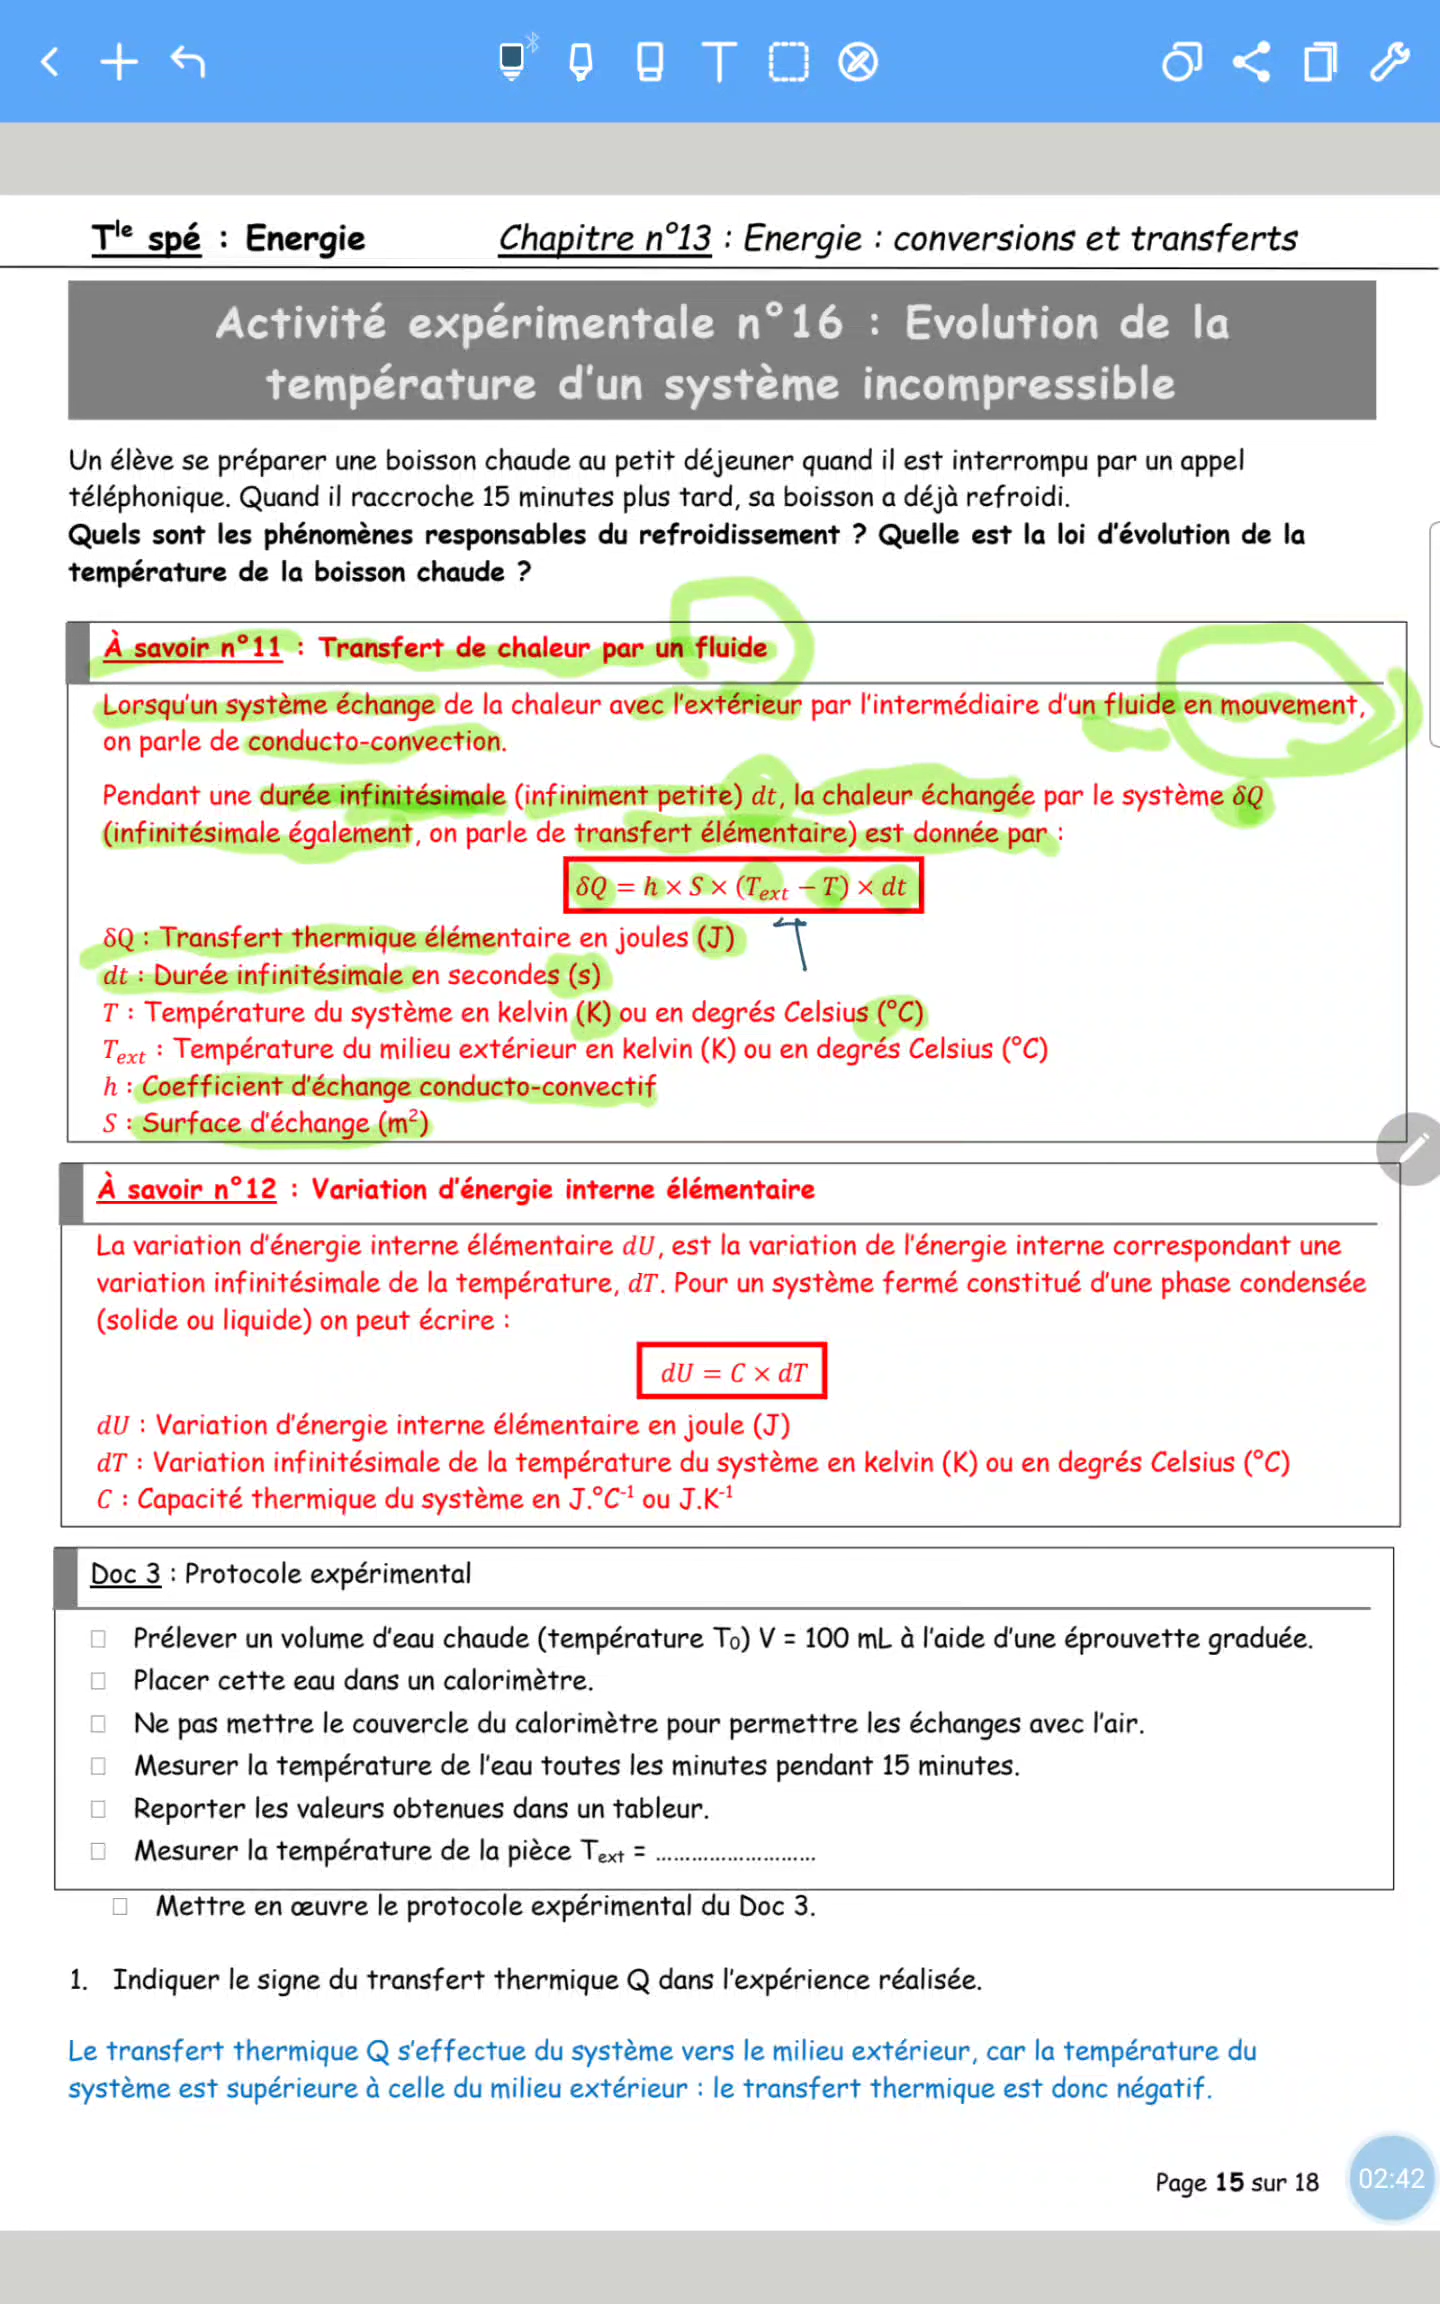 Tle spé : Energie Chapitre n°13 : Energie : conversions et transferts
Activité expérimentale n°16 : Evolution de la
température d'un système incompressible
Un élève se préparer une boisson chaude au petit déjeuner quand il est interrompu par un appel
téléphonique. Quand il raccroche 15 minutes plus tard, sa boisson a déjà refroidi.
Quels sont les phénomènes responsables du refroidissement ? Quelle est la loi d'évolution de la
température de la boisson chaude ?
À savoir n°11 : Transfert de chaleur par un fluide
Lorsqu'un système échange de la chaleur avec l'extérieur par l'intermédiaire d'un fluide en mouvement,
on parle de conducto-convection.
Pendant une durée infinitésimale (infiniment petite) dt, la chaleur échangée par le système δQ
(infinitésimale également, on parle de transfert élémentaire) est donnée par :
δQ = h × S × (Text − T) × dt
δQ : Transfert thermique élémentaire en joules (J)
dt : Durée infinitésimale en secondes (s)
T : Température du système en kelvin (K) ou en degrés Celsius (°C)
Text : Température du milieu extérieur en kelvin (K) ou en degrés Celsius (°C)
h : Coefficient d'échange conducto-convectif
S : Surface d'échange (m²)
À savoir n°12 : Variation d'énergie interne élémentaire
La variation d'énergie interne élémentaire dU, est la variation de l'énergie interne correspondant une
variation infinitésimale de la température, dT. Pour un système fermé constitué d'une phase condensée
(solide ou liquide) on peut écrire :
dU = C × dT
dU : Variation d'énergie interne élémentaire en joule (J)
dT : Variation infinitésimale de la température du système en kelvin (K) ou en degrés Celsius (°C)
C : Capacité thermique du système en J.°C⁻¹ ou J.K⁻¹
Doc 3 : Protocole expérimental
□ Prélever un volume d'eau chaude (température T₀) V = 100 mL à l'aide d'une éprouvette graduée.
□ Placer cette eau dans un calorimètre.
□ Ne pas mettre le couvercle du calorimètre pour permettre les échanges avec l'air.
□ Mesurer la température de l'eau toutes les minutes pendant 15 minutes.
□ Reporter les valeurs obtenues dans un tableur.
□ Mesurer la température de la pièce Text = ..........................
□ Mettre en œuvre le protocole expérimental du Doc 3.
1. Indiquer le signe du transfert thermique Q dans l'expérience réalisée.
Le transfert thermique Q s'effectue du système vers le milieu extérieur, car la température du
système est supérieure à celle du milieu extérieur : le transfert thermique est donc négatif.
Page 15 sur 18
02:42